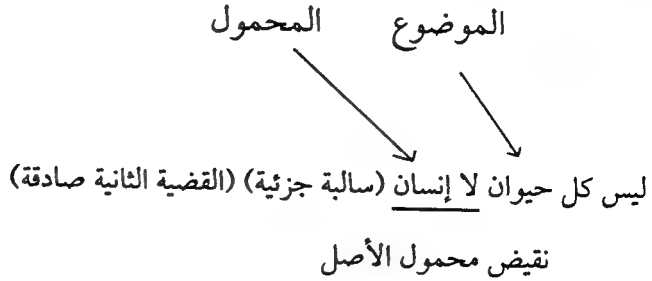 الموضوع المحمول
ليس كل حيوان لا إنسان (سالبة جزئية) (القضية الثانية صادقة)
نقيض محمول الأصل